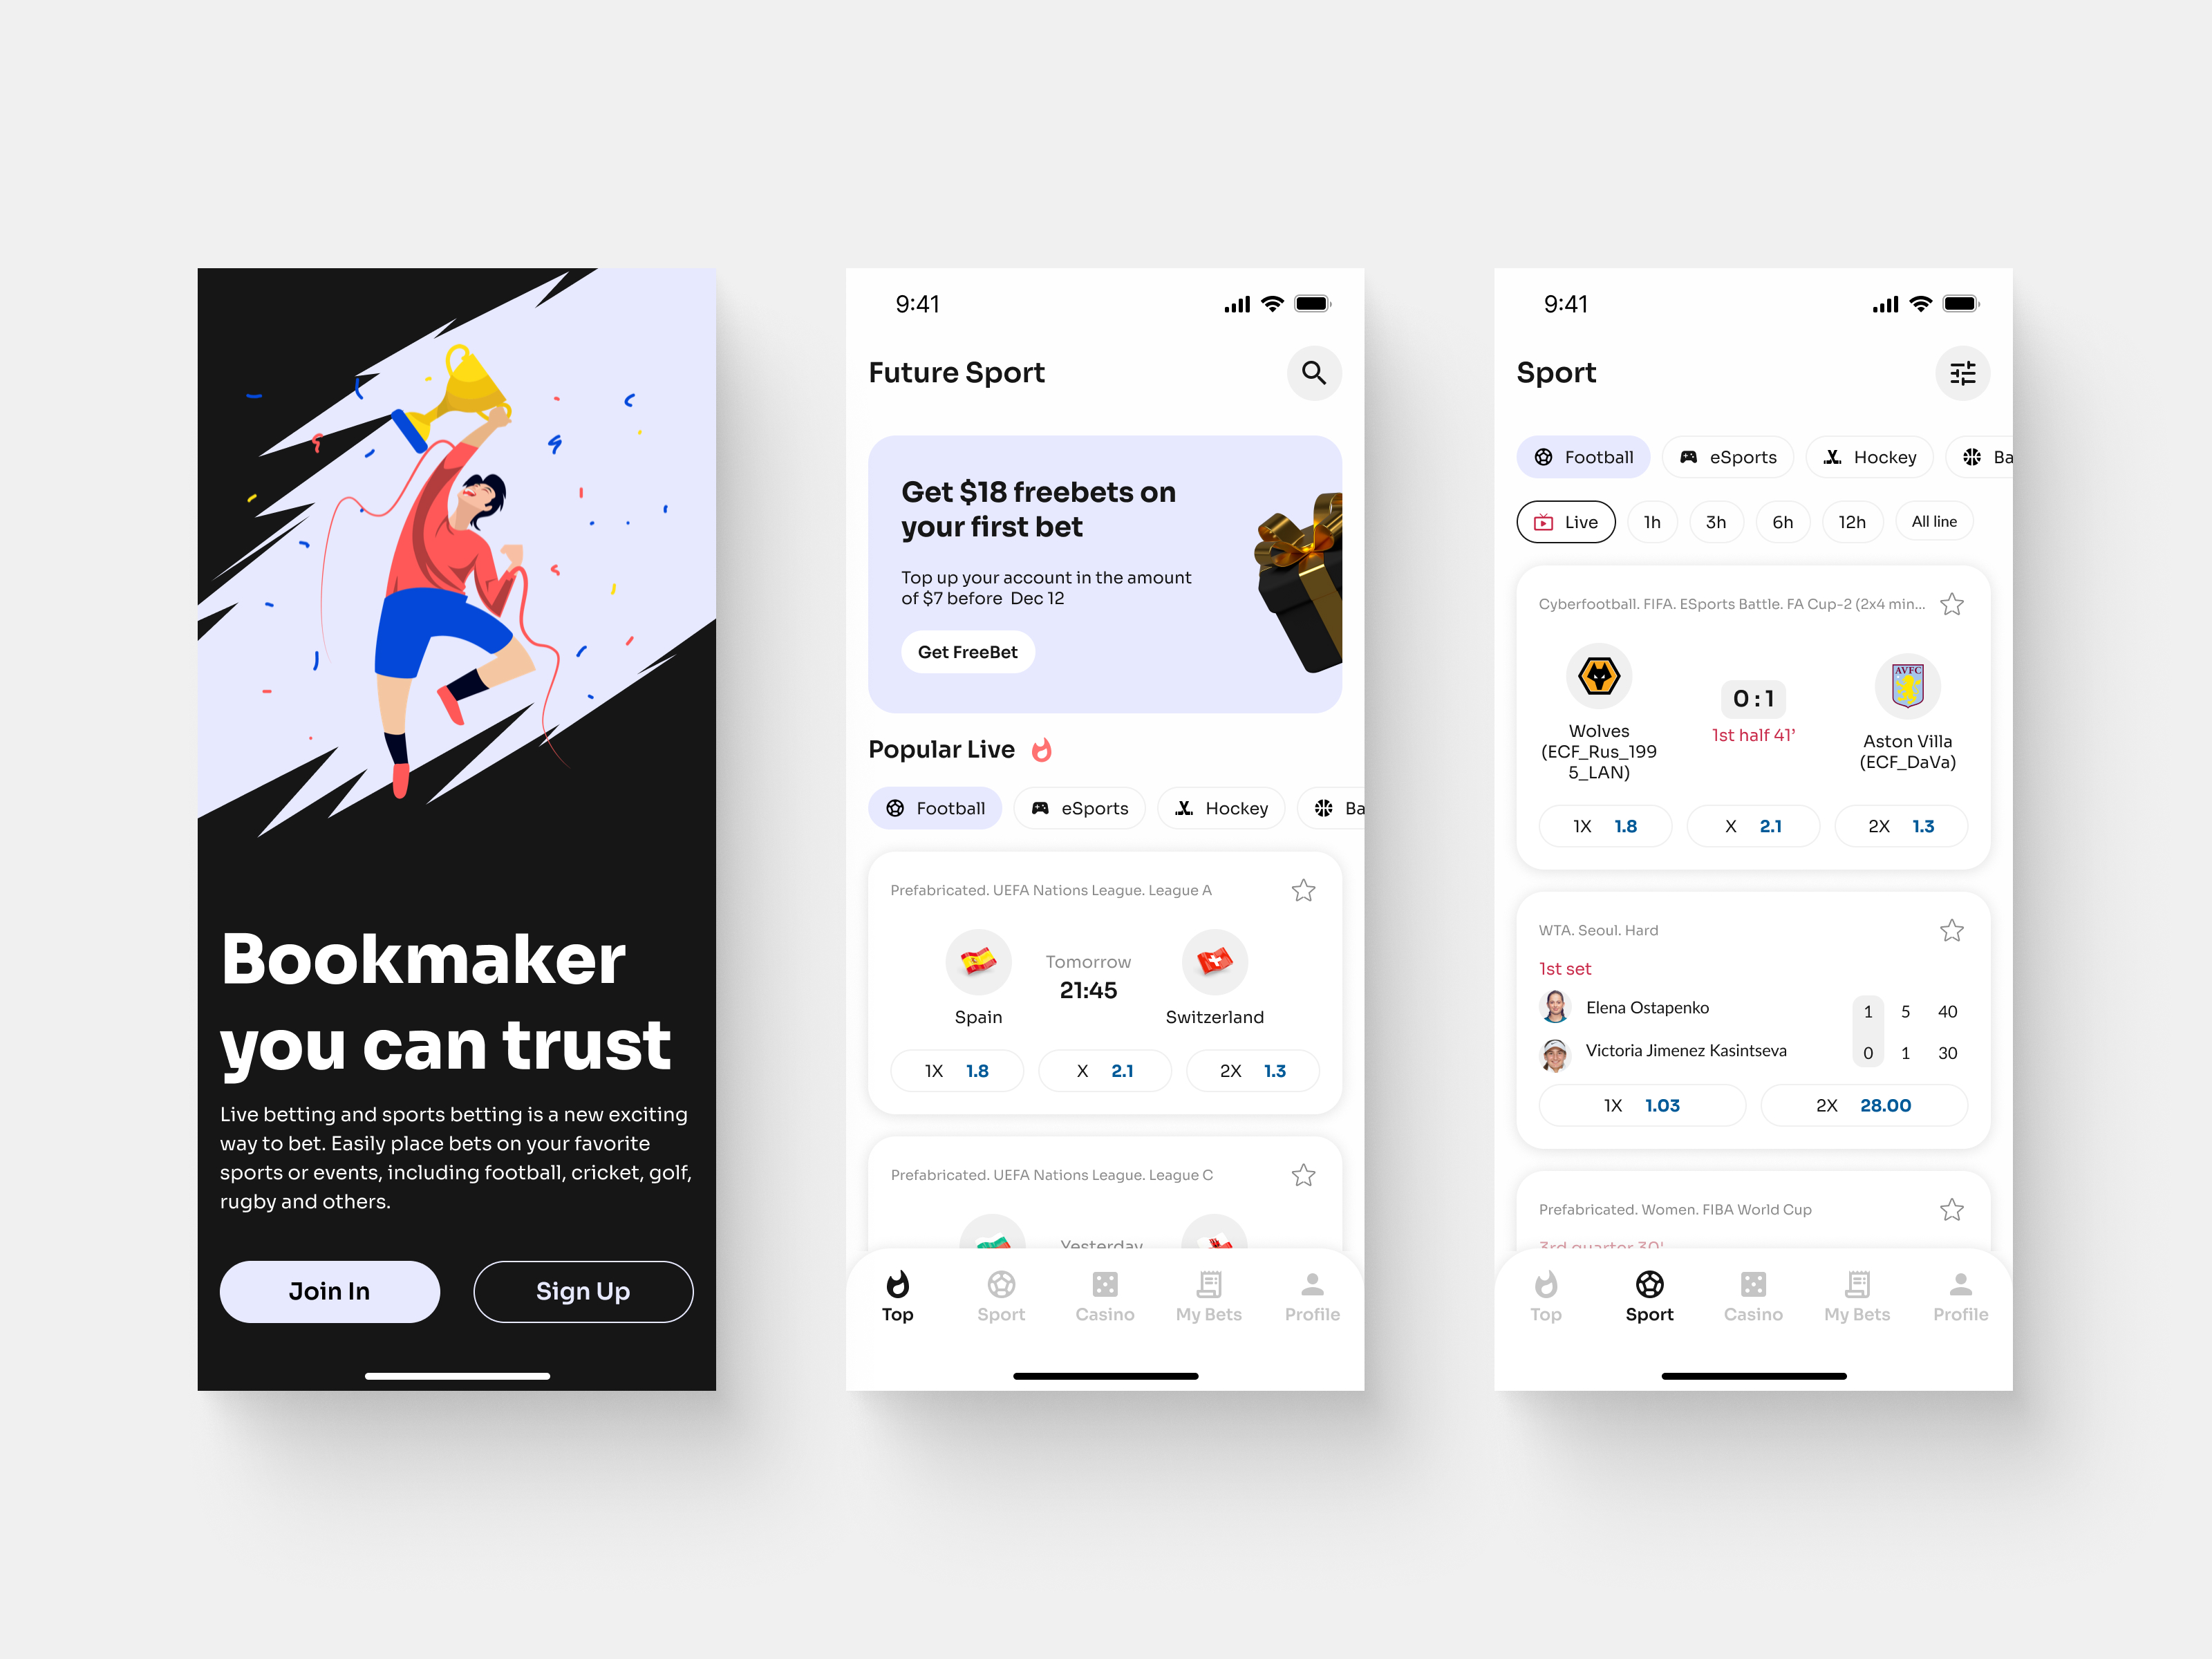 Bookmaker
you can trust
Live betting and sports betting is a new exciting
way to bet. Easily place bets on your favorite
sports or events, including football, cricket, golf,
rugby and others.
Join In
Sign Up
9:41
Future Sport
Get $18 freebets on
your first bet
Top up your account in the amount
of $7 before Dec 12
Get FreeBet
Popular Live
Football
eSports
Hockey
Ba
Prefabricated. UEFA Nations League. League A
Tomorrow
21:45
Spain
Switzerland
1X 1.8
X 2.1
2X 1.3
Prefabricated. UEFA Nations League. League C
Yesterday
Top
Sport
Casino
My Bets
Profile
9:41
Sport
Football
eSports
Hockey
Ba
Live
1h
3h
6h
12h
All line
Cyberfootball. FIFA. ESports Battle. FA Cup-2 (2x4 min...
AVFC
0 : 1
1st half 41’
Wolves
(ECF_Rus_199
5_LAN)
Aston Villa
(ECF_DaVa)
1X 1.8
X 2.1
2X 1.3
WTA. Seoul. Hard
1st set
Elena Ostapenko
1 5 40
Victoria Jimenez Kasintseva
0 1 30
1X 1.03
2X 28.00
Prefabricated. Women. FIBA World Cup
3rd quarter 30'
Top
Sport
Casino
My Bets
Profile